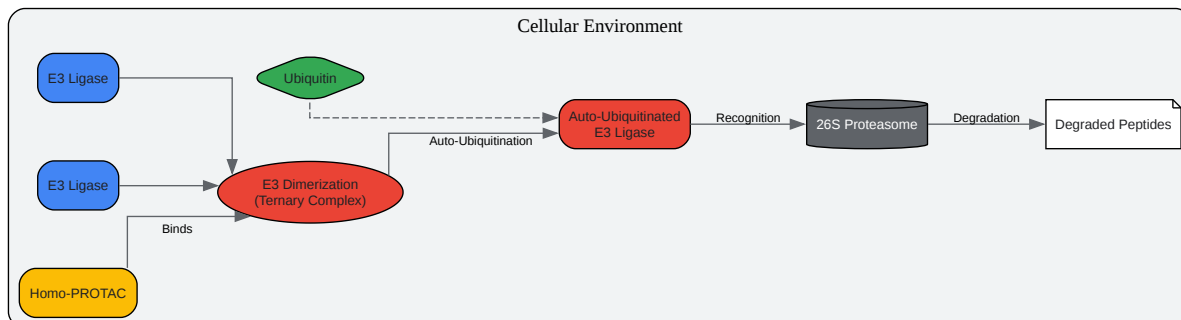 Cellular Environment
E3 Ligase
Ubiquitin
Auto-Ubiquitinated
E3 Ligase
Recognition
26S Proteasome
Degradation
Degraded Peptides
Auto-Ubiquitination
E3 Ligase
E3 Dimerization
(Ternary Complex)
Binds
Homo-PROTAC